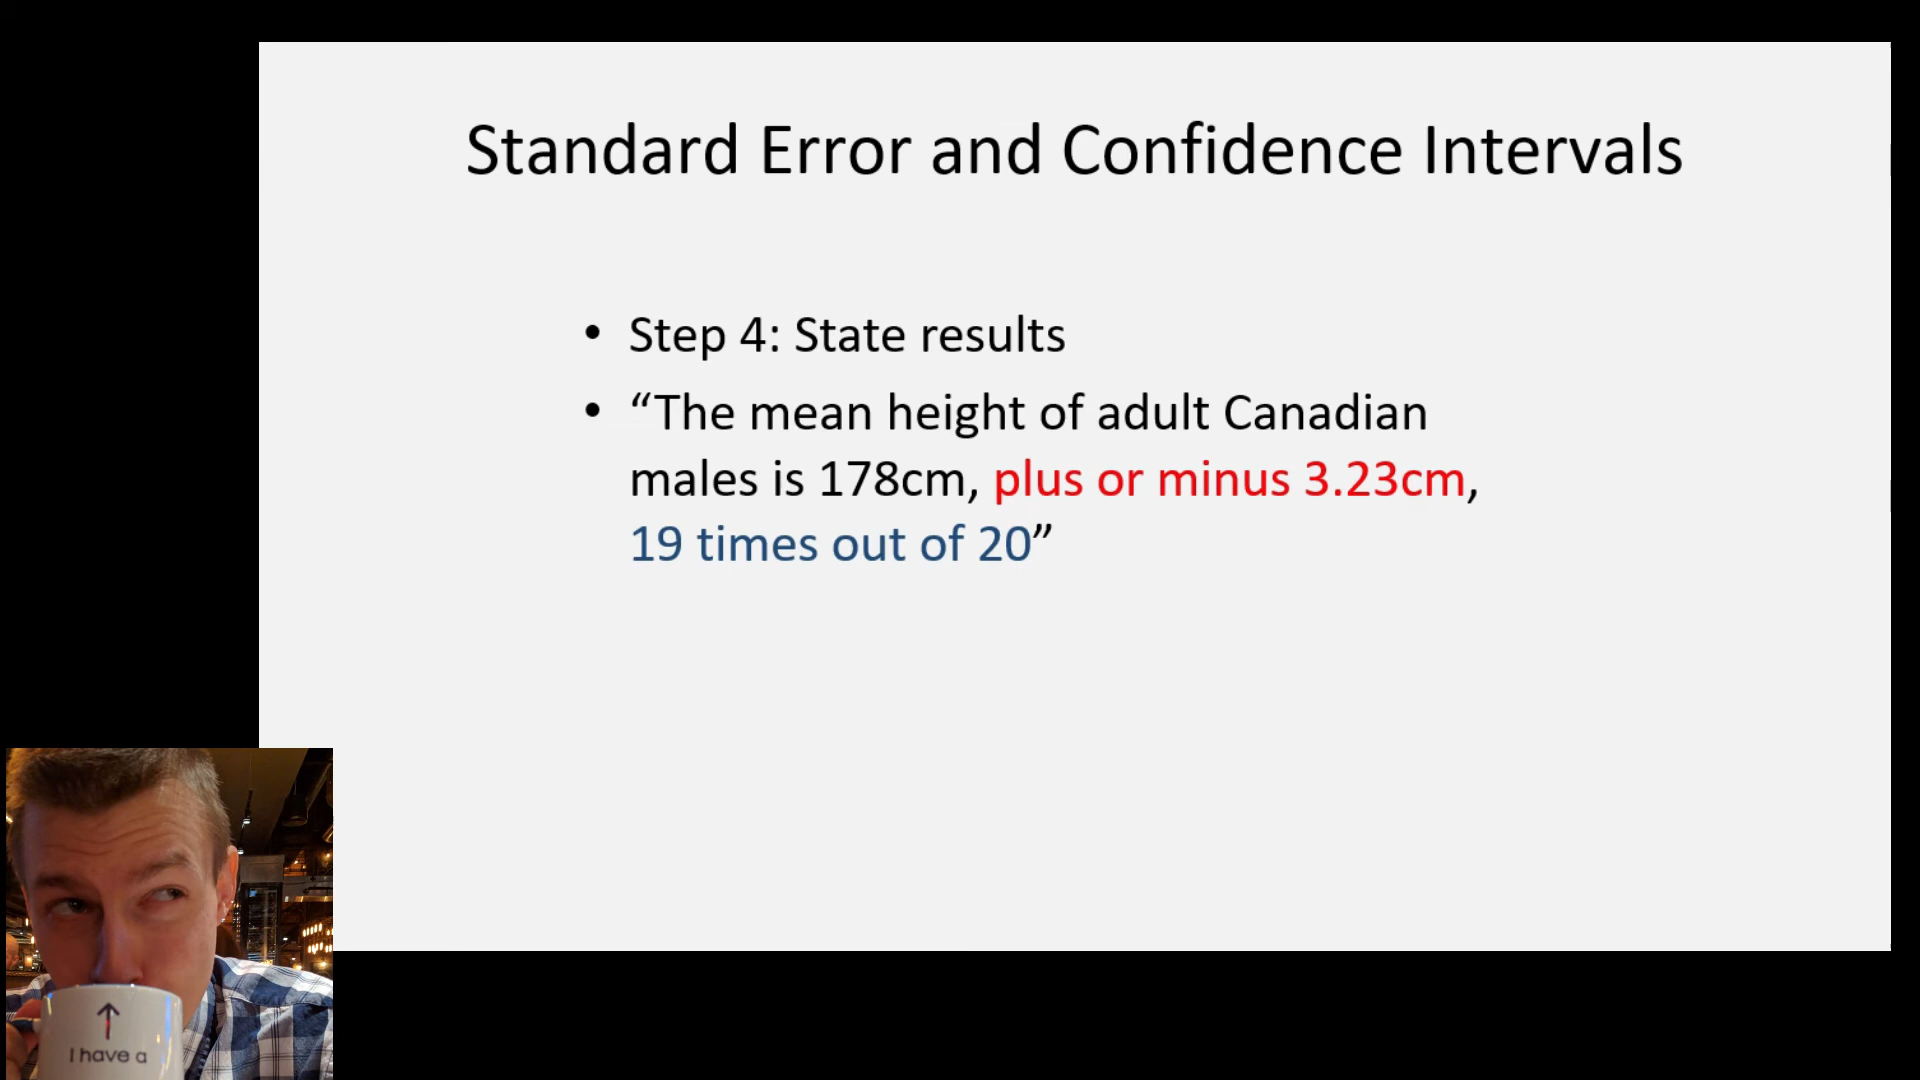 Standard Error and Confidence Intervals
• Step 4: State results
• “The mean height of adult Canadian
males is 178cm, plus or minus 3.23cm,
19 times out of 20”
I have a